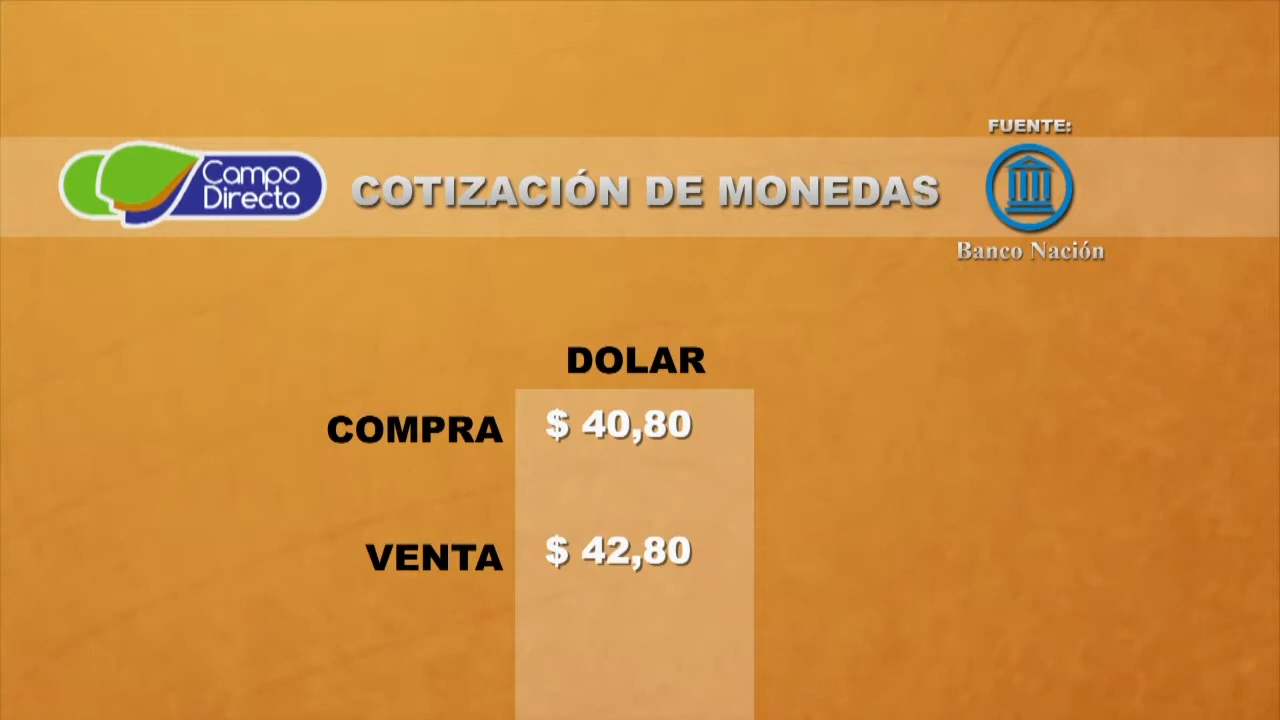 FUENTE:
Campo
Directo
COTIZACIÓN DE MONEDAS
Banco Nación
DOLAR
COMPRA $ 40,80
VENTA $ 42,80